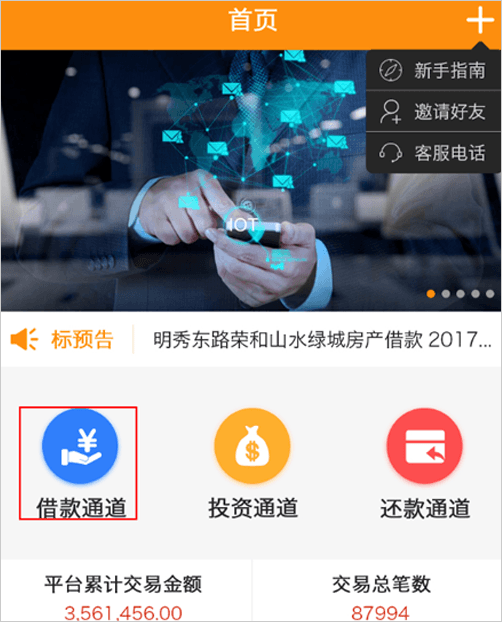 首页
新手指南
邀请好友
客服电话
IOT
标预告
明秀东路荣和山水绿城房产借款 2017...
借款通道
投资通道
还款通道
平台累计交易金额
交易总笔数
3,561,456.00
87994